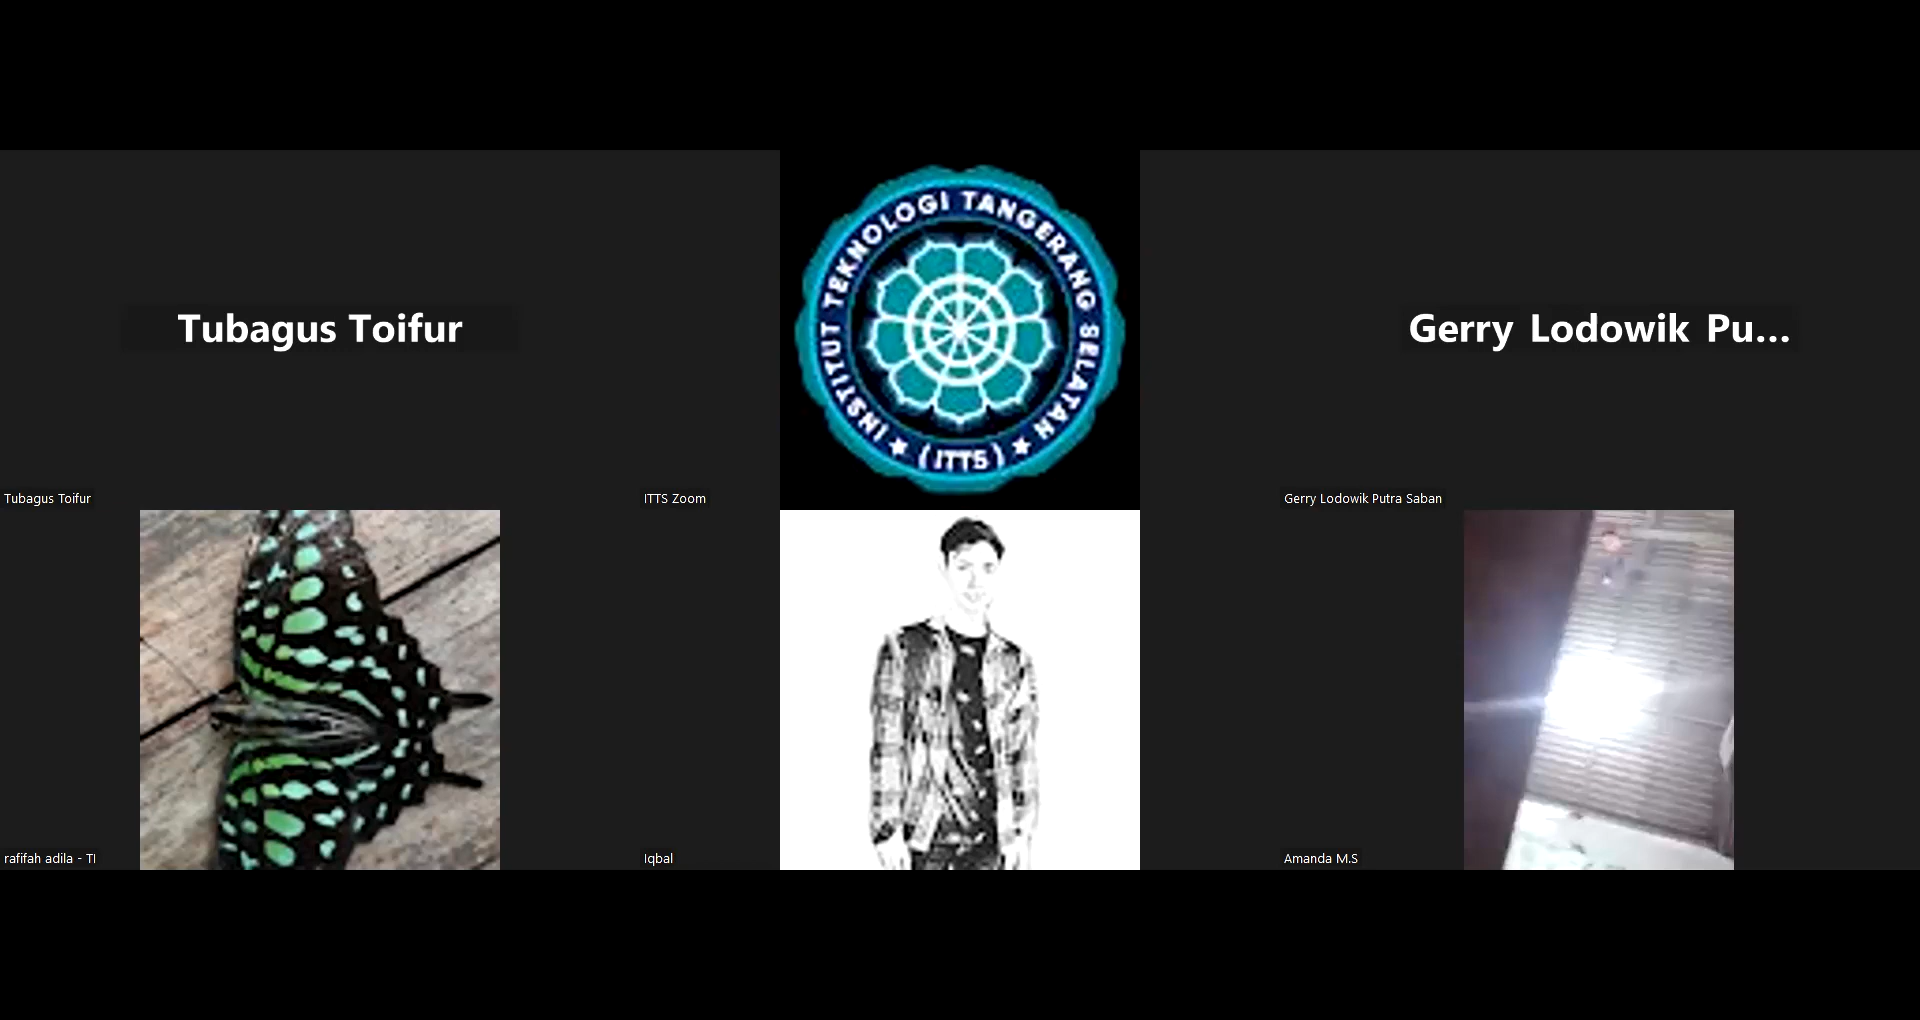 Tubagus Toifur
INSTITUT TEKNOLOGI TANGERANG SELATAN
(ITTS)
Gerry Lodowik Pu...
Tubagus Toifur
ITTS Zoom
Gerry Lodowik Putra Saban
rafifah adila - TI
Iqbal
Amanda M.S